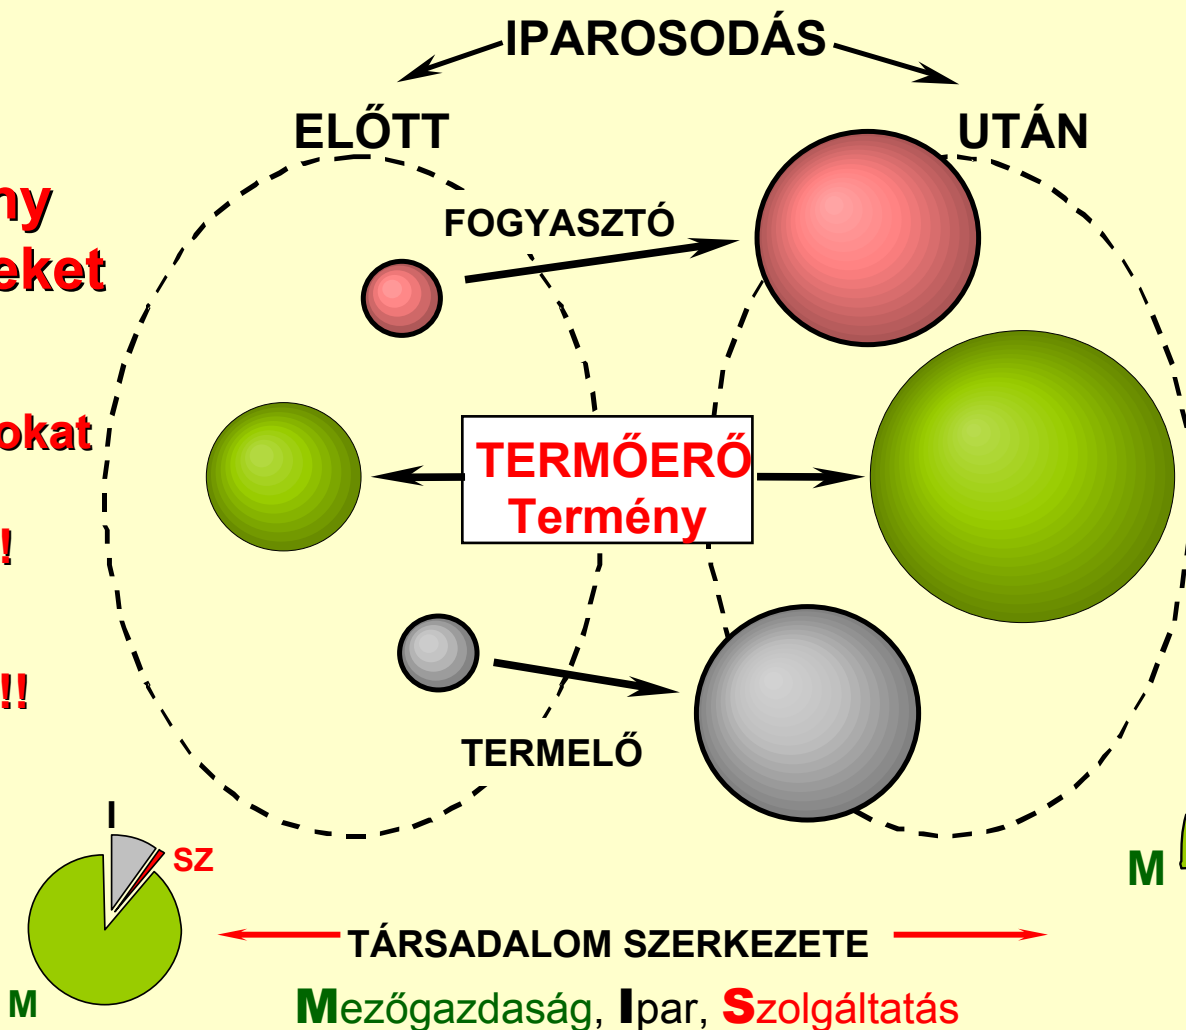 IPAROSODÁS
ELŐTT
UTÁN
ny
eket
okat
!
!!
FOGYASZTÓ
TERMŐERŐ
Termény
TERMELŐ
I
SZ
M
M
TÁRSADALOM SZERKEZETE
Mezőgazdaság, Ipar, Szolgáltatás